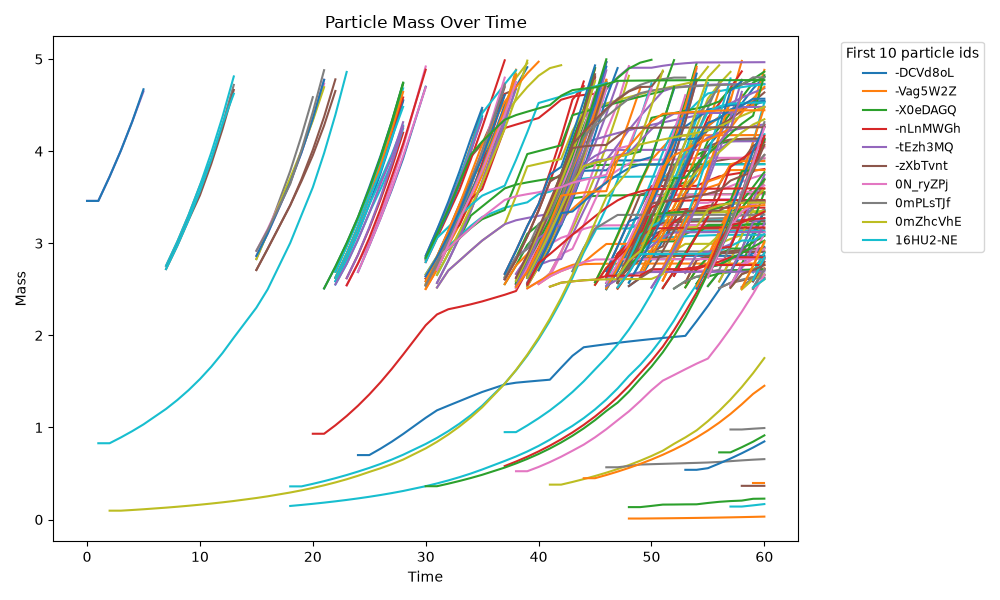 Particle Mass Over Time
Mass
5
4
3
2
1
0
0 10 20 30 40 50 60
Time
First 10 particle ids
-DCVd8oL
-Vag5W2Z
-X0eDAGQ
-nLnMWGh
-tEzh3MQ
-zXbTvnt
0N_ryZPj
0mPLsTJf
0mZhcVhE
16HU2-NE